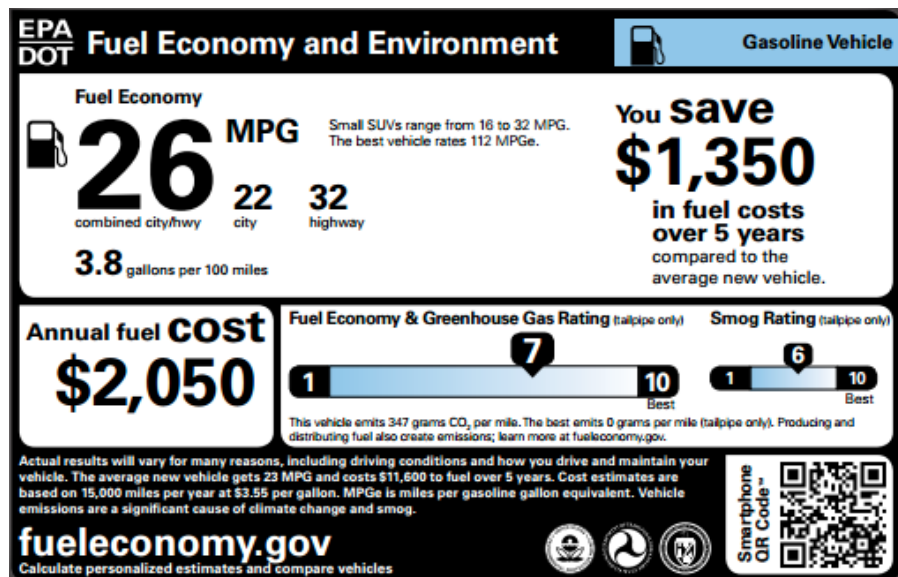 EPA
DOT
Fuel Economy and Environment
Gasoline Vehicle
Fuel Economy
26 MPG
combined city/hwy
22
city
32
highway
Small SUVs range from 16 to 32 MPG.
The best vehicle rates 112 MPGe.
3.8 gallons per 100 miles
You save
$1,350
in fuel costs
over 5 years
compared to the
average new vehicle.
Annual fuel cost
$2,050
Fuel Economy & Greenhouse Gas Rating (tailpipe only)
1
7
10
Best
Smog Rating (tailpipe only)
1
6
10
Best
This vehicle emits 347 grams CO₂ per mile. The best emits 0 grams per mile (tailpipe only). Producing and
distributing fuel also create emissions; learn more at fueleconomy.gov.
Actual results will vary for many reasons, including driving conditions and how you drive and maintain your
vehicle. The average new vehicle gets 23 MPG and costs $11,600 to fuel over 5 years. Cost estimates are
based on 15,000 miles per year at $3.55 per gallon. MPGe is miles per gasoline gallon equivalent. Vehicle
emissions are a significant cause of climate change and smog.
fueleconomy.gov
Calculate personalized estimates and compare vehicles
Smartphone
QR Code™